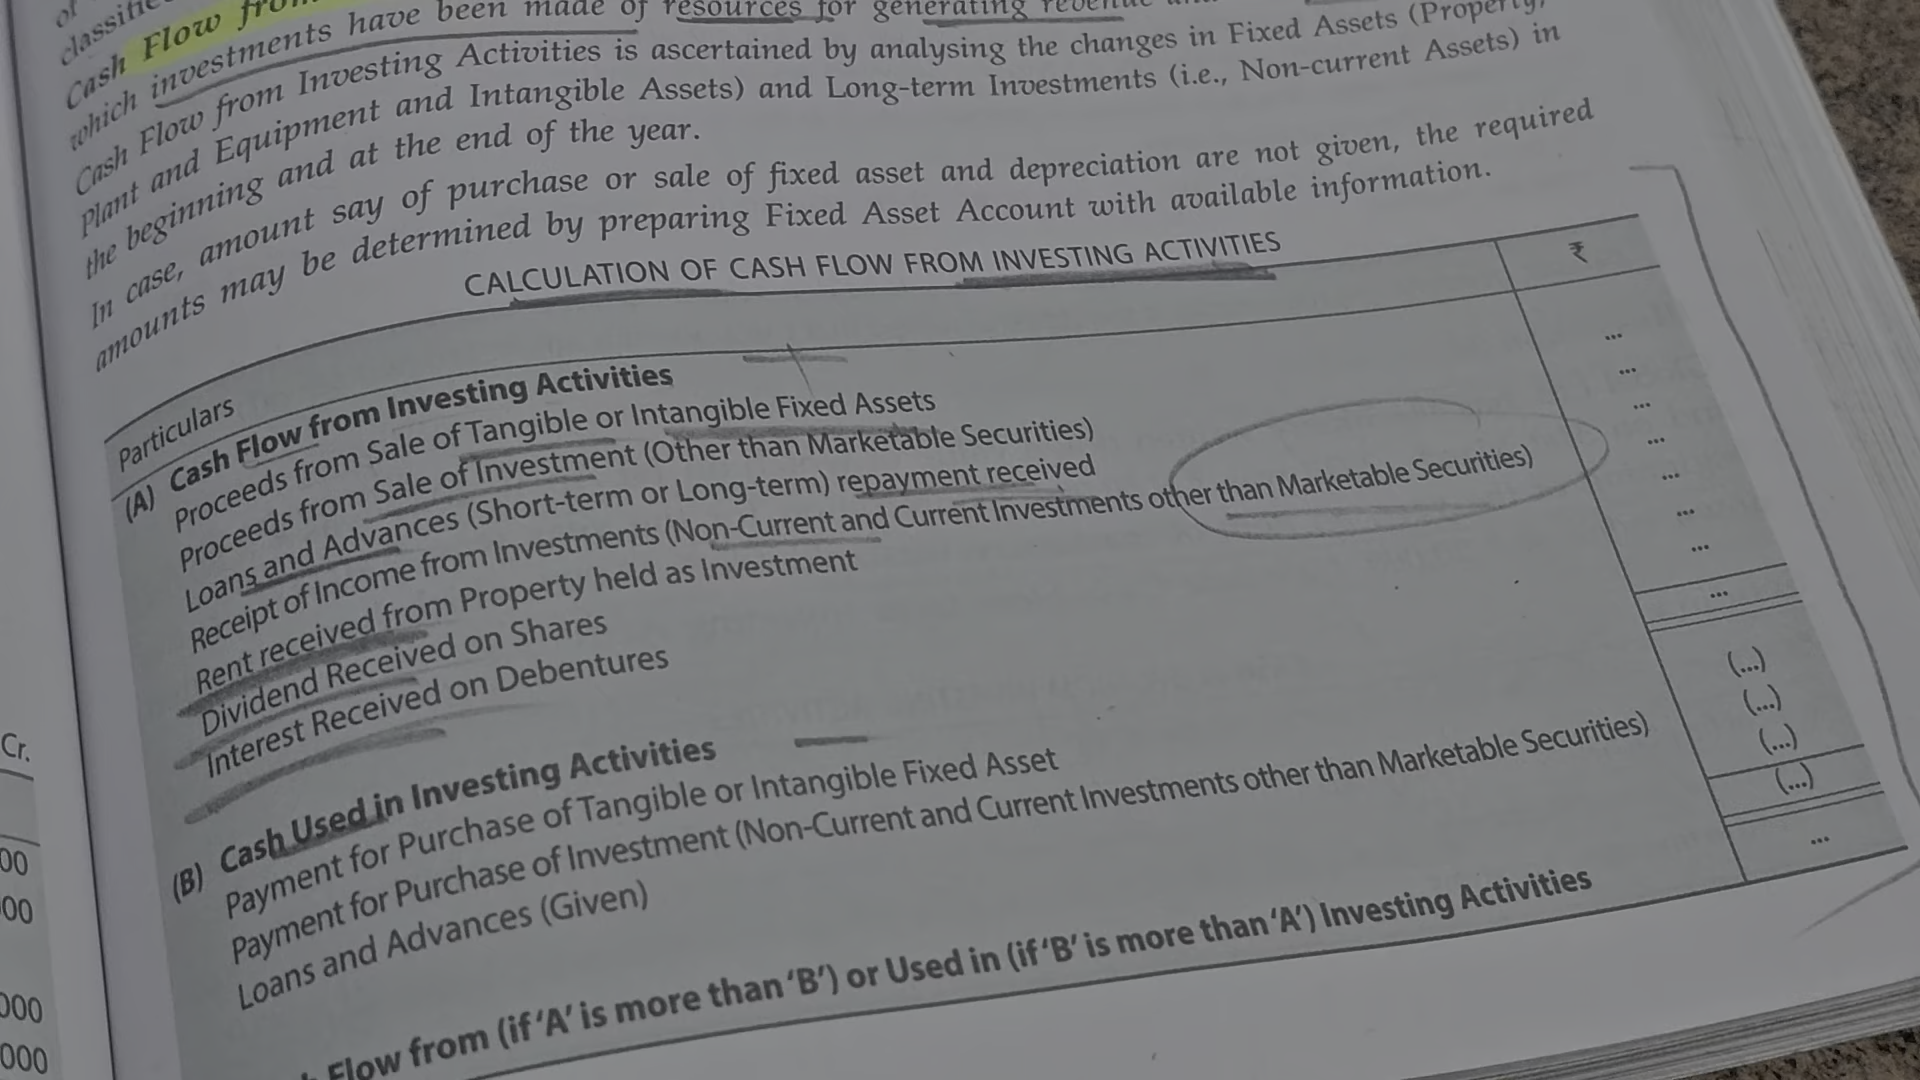 of
classifie
Cash Flow from
which investments have been made of resources for generating revenue
Cash Flow from Investing Activities is ascertained by analysing the changes in Fixed Assets (Property,
Plant and Equipment and Intangible Assets) and Long-term Investments (i.e., Non-current Assets) in
the beginning and at the end of the year.
In case, amount say of purchase or sale of fixed asset and depreciation are not given, the required
amounts may be determined by preparing Fixed Asset Account with available information.
CALCULATION OF CASH FLOW FROM INVESTING ACTIVITIES
Particulars ₹
(A) Cash Flow from Investing Activities
Proceeds from Sale of Tangible or Intangible Fixed Assets ...
Proceeds from Sale of Investment (Other than Marketable Securities) ...
Loans and Advances (Short-term or Long-term) repayment received ...
Receipt of Income from Investments (Non-Current and Current Investments other than Marketable Securities) ...
Rent received from Property held as Investment ...
Dividend Received on Shares ...
Interest Received on Debentures ...
...
(B) Cash Used in Investing Activities
Payment for Purchase of Tangible or Intangible Fixed Asset (...)
Payment for Purchase of Investment (Non-Current and Current Investments other than Marketable Securities) (...)
Loans and Advances (Given) (...)
(...)
Flow from (if 'A' is more than 'B') or Used in (if 'B' is more than 'A') Investing Activities ...
Cr.
00
00
000
000